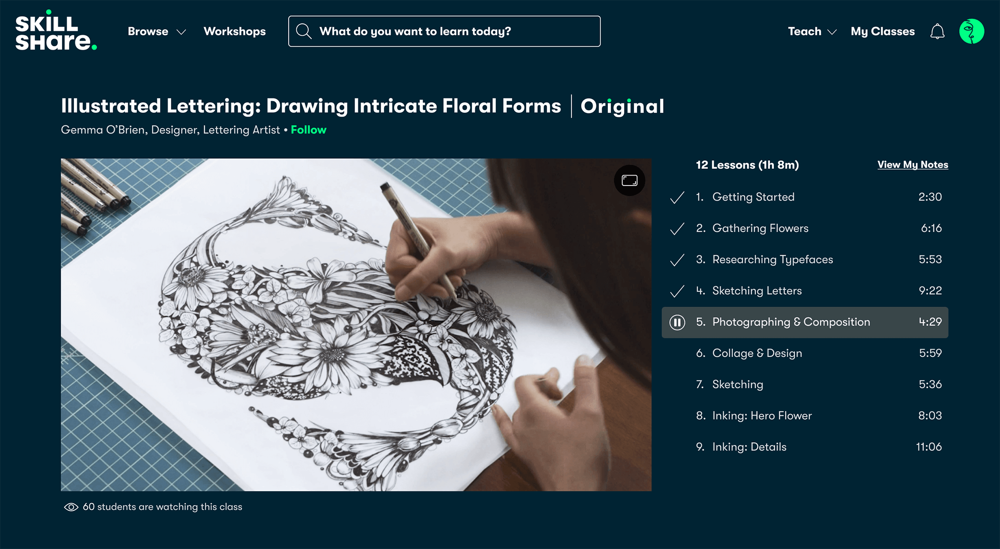 SKILL
SHare.
Browse
Workshops
What do you want to learn today?
Teach
My Classes
Illustrated Lettering: Drawing Intricate Floral Forms | Original
Gemma O’Brien, Designer, Lettering Artist • Follow
12 Lessons (1h 8m)
View My Notes
1. Getting Started 2:30
2. Gathering Flowers 6:16
3. Researching Typefaces 5:53
4. Sketching Letters 9:22
5. Photographing & Composition 4:29
6. Collage & Design 5:59
7. Sketching 5:36
8. Inking: Hero Flower 8:03
9. Inking: Details 11:06
60 students are watching this class